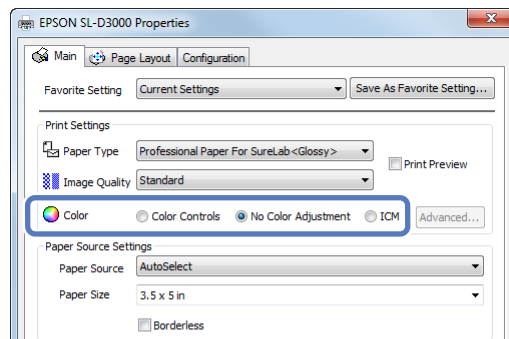 EPSON SL-D3000 Properties
Main Page Layout Configuration
Favorite Setting Current Settings Save As Favorite Setting...
Print Settings
Paper Type Professional Paper For SureLab<Glossy>
Print Preview
Image Quality Standard
Color Color Controls No Color Adjustment ICM Advanced...
Paper Source Settings
Paper Source AutoSelect
Paper Size 3.5 x 5 in
Borderless